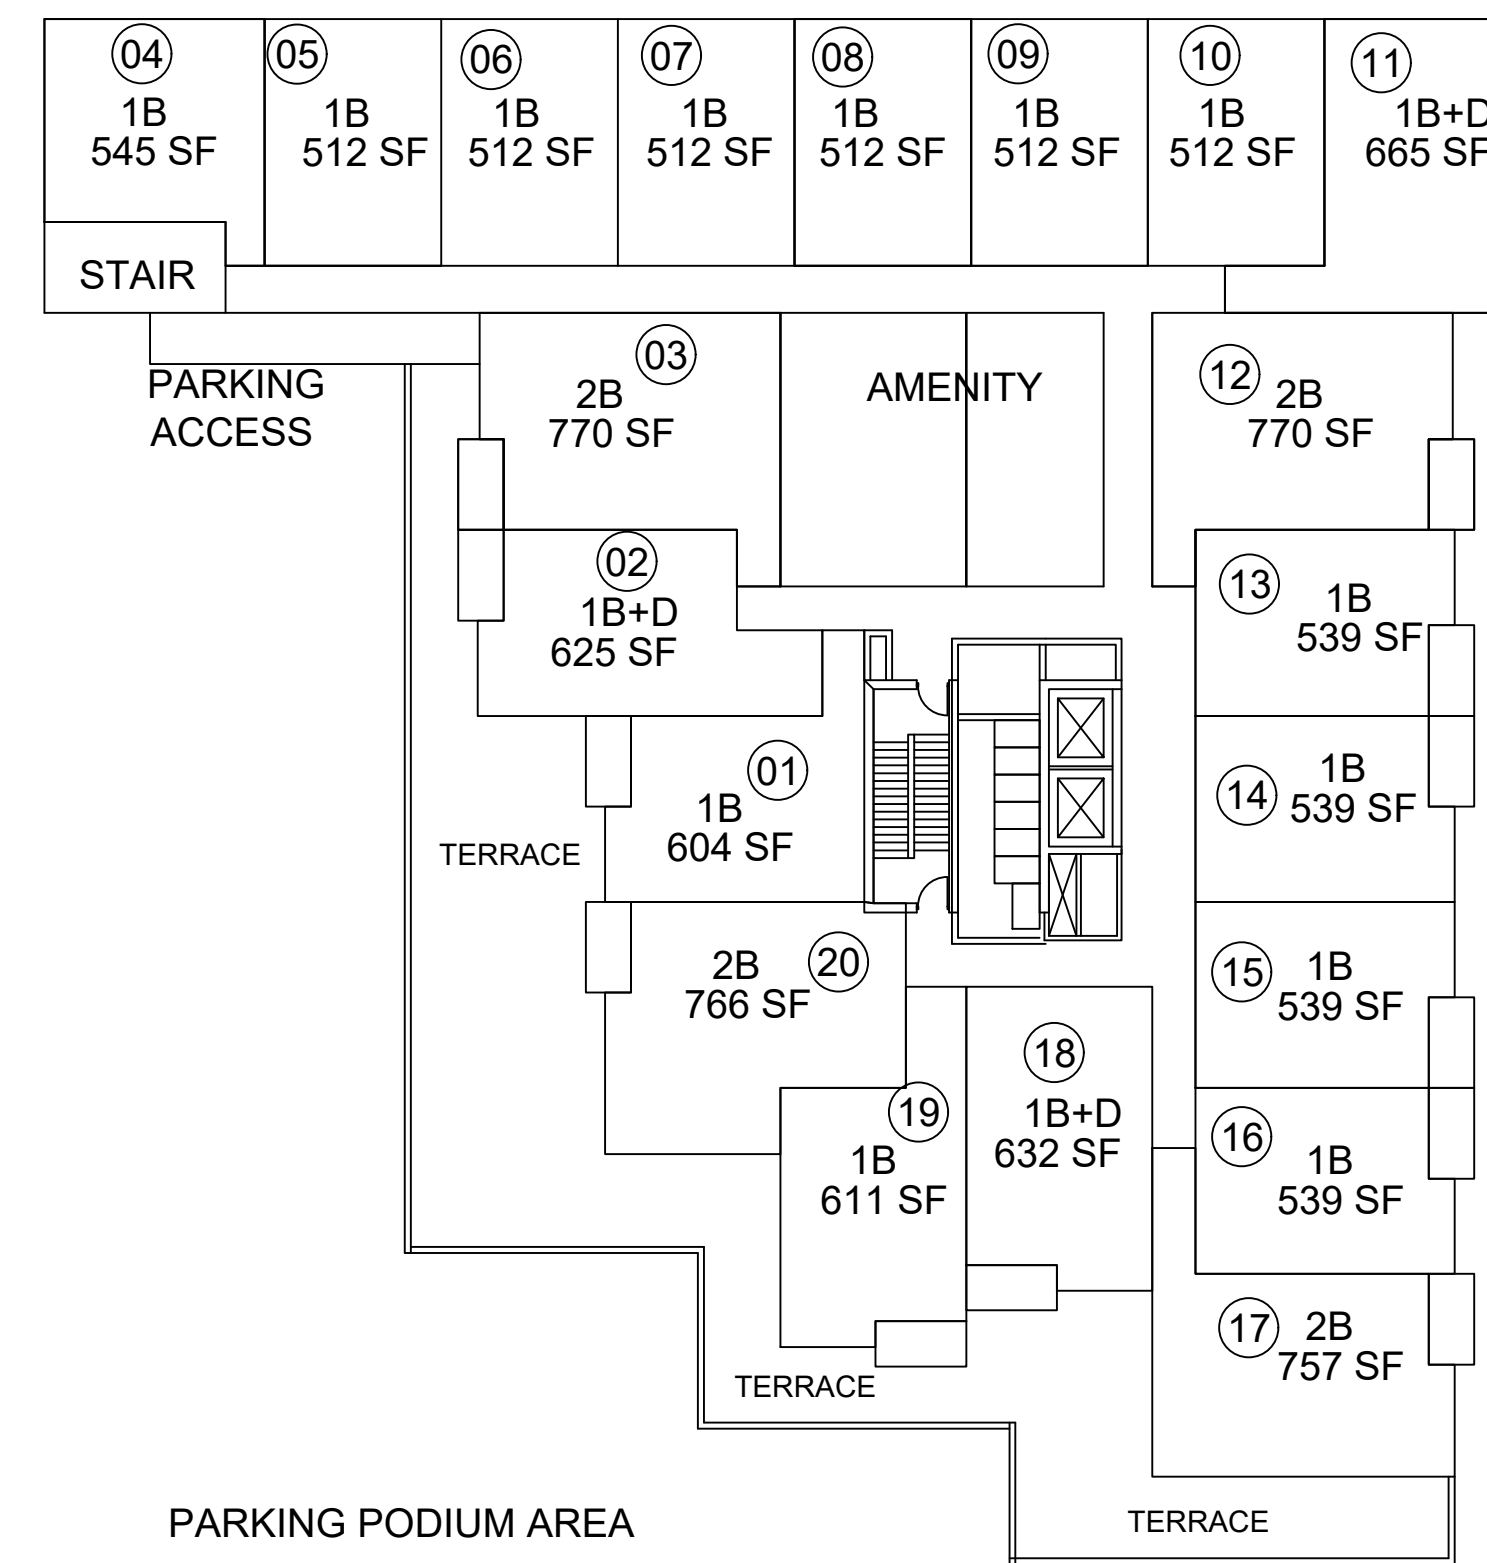 04
1B
545 SF
05
1B
512 SF
06
1B
512 SF
07
1B
512 SF
08
1B
512 SF
09
1B
512 SF
10
1B
512 SF
11
1B+D
665 SF
STAIR
PARKING
ACCESS
03
2B
770 SF
AMENITY
12
2B
770 SF
02
1B+D
625 SF
13
1B
539 SF
01
1B
604 SF
14
1B
539 SF
TERRACE
20
2B
766 SF
15
1B
539 SF
18
1B+D
632 SF
19
1B
611 SF
16
1B
539 SF
17
2B
757 SF
TERRACE
PARKING PODIUM AREA
TERRACE